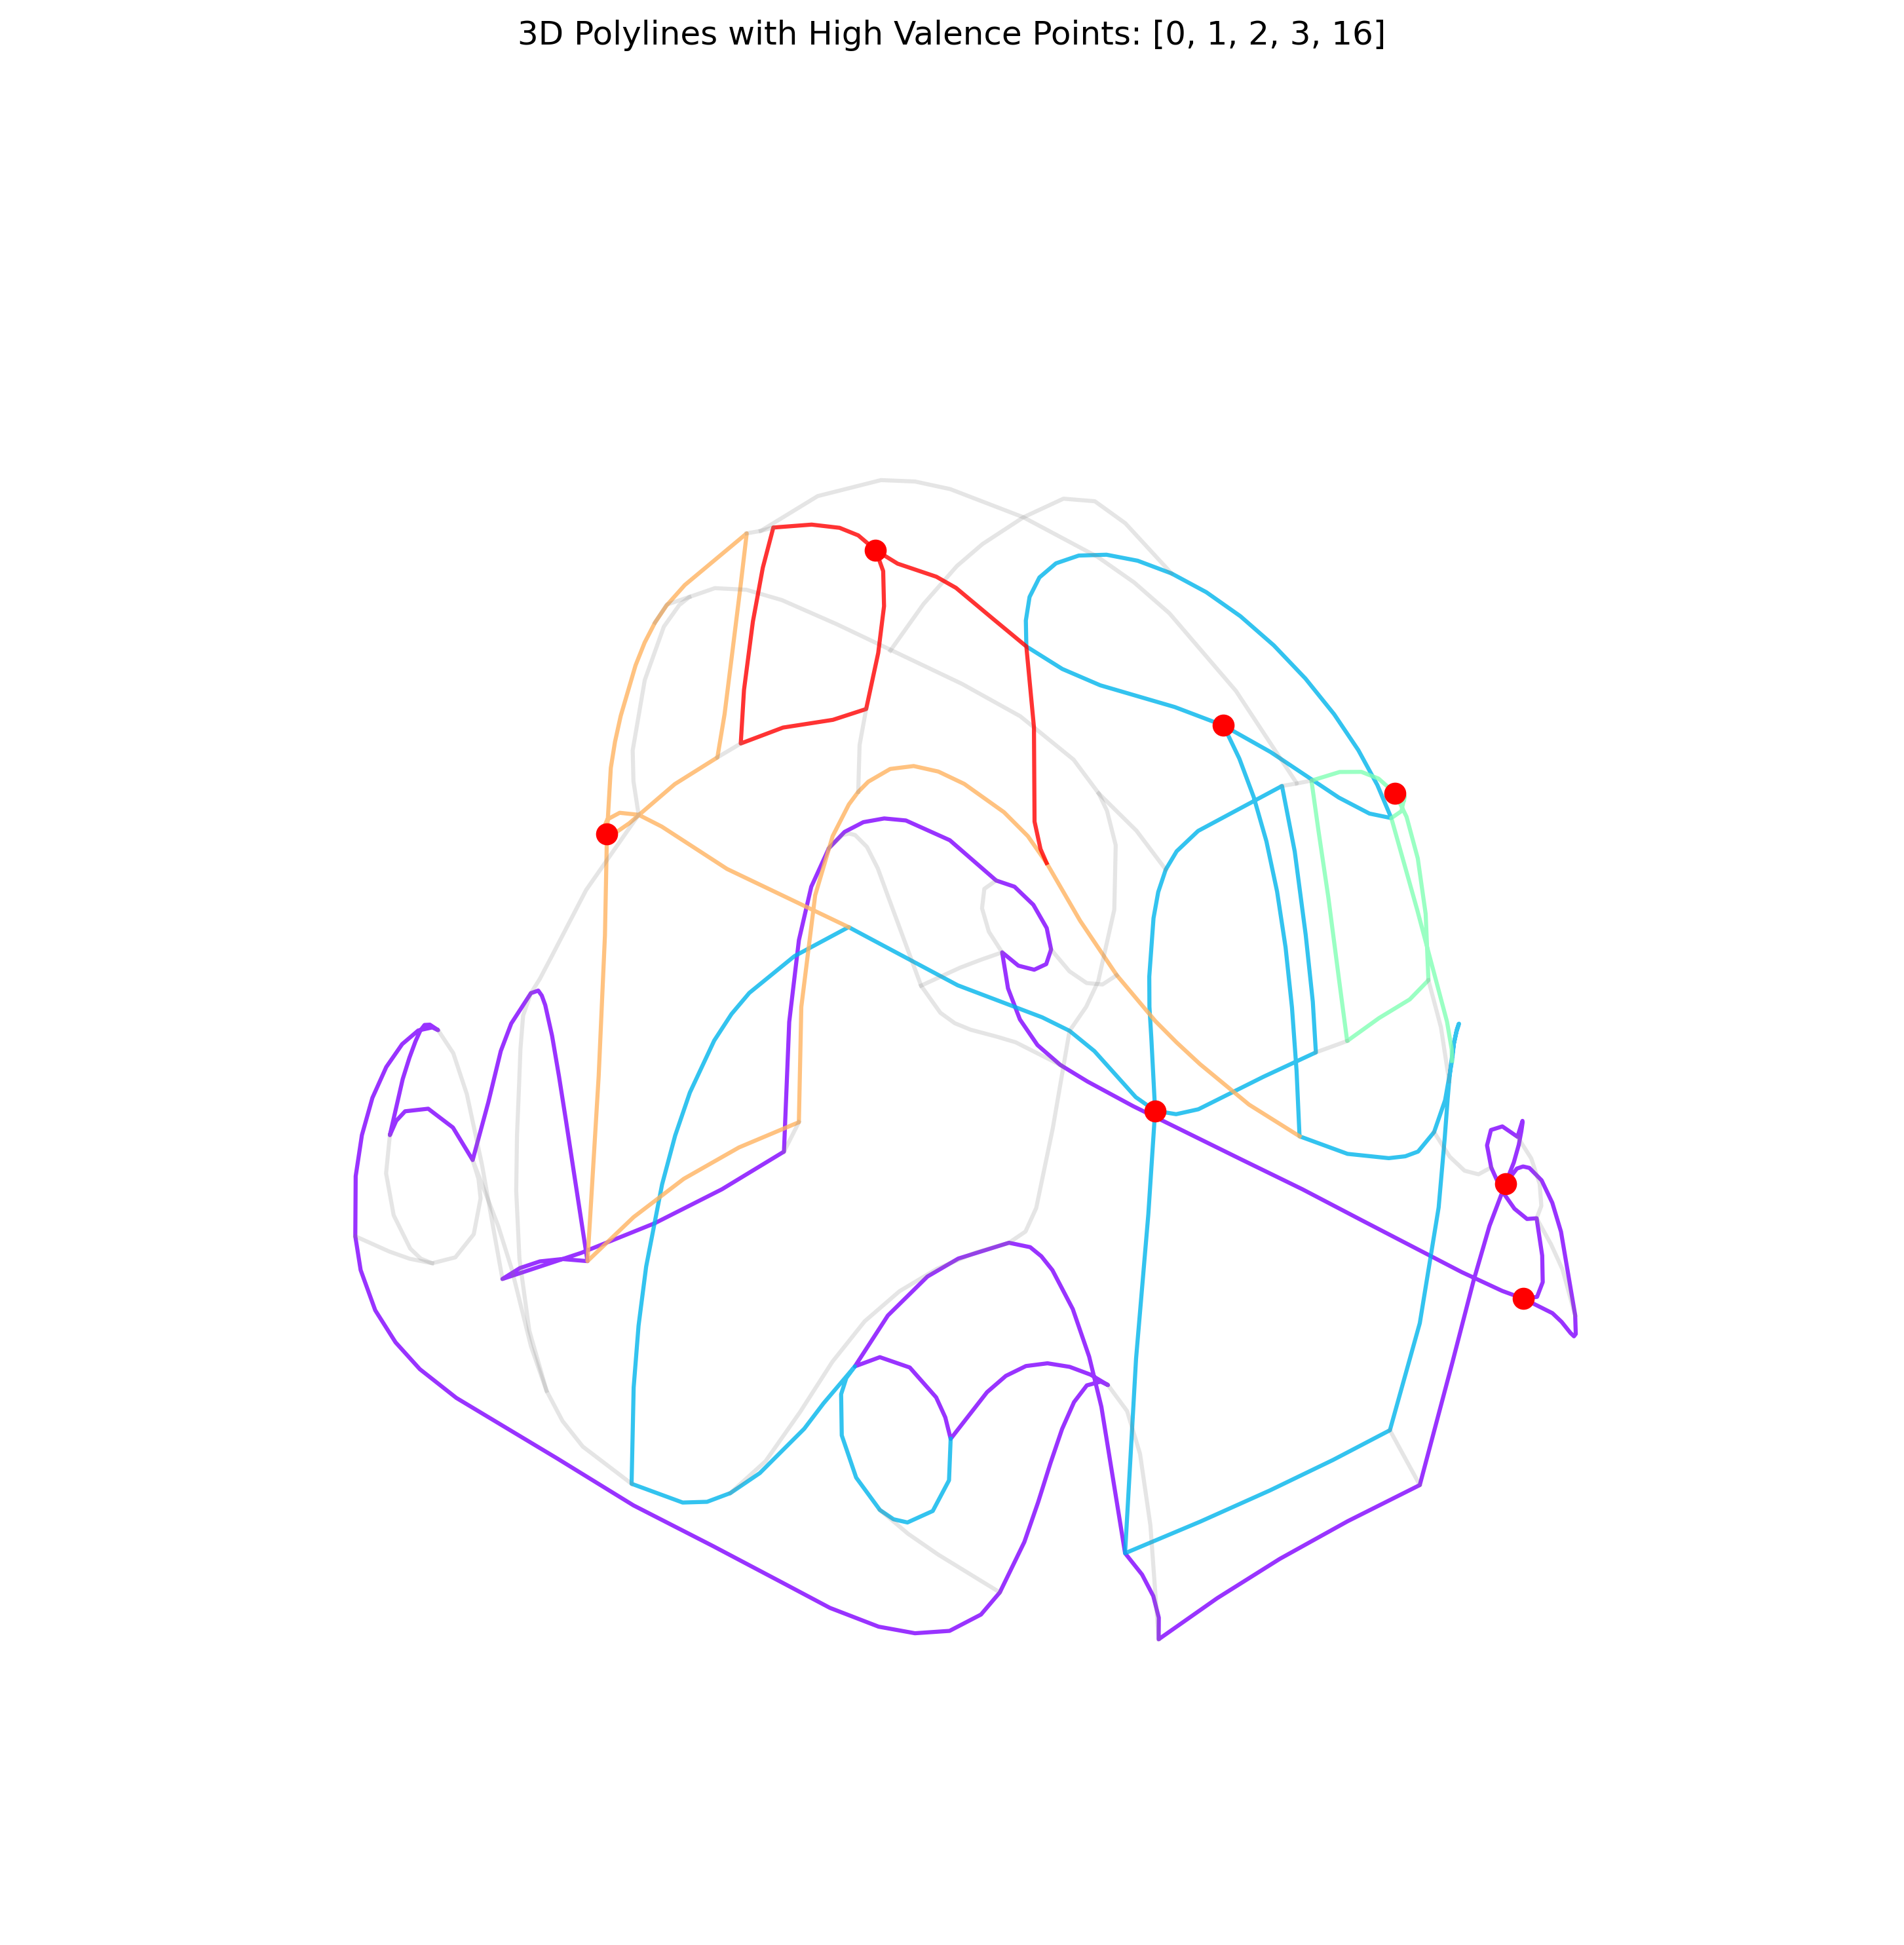 3D Polylines with High Valence Points: [0, 1, 2, 3, 16]